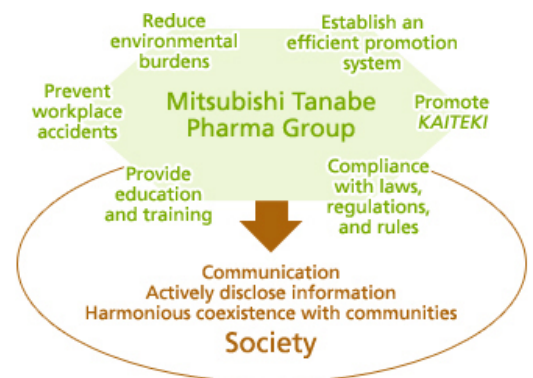 Reduce
environmental
burdens
Establish an
efficient promotion
system
Prevent
workplace
accidents
Mitsubishi Tanabe
Pharma Group
Promote
KAITEKI
Provide
education
and training
Compliance
with laws,
regulations,
and rules
Communication
Actively disclose information
Harmonious coexistence with communities
Society